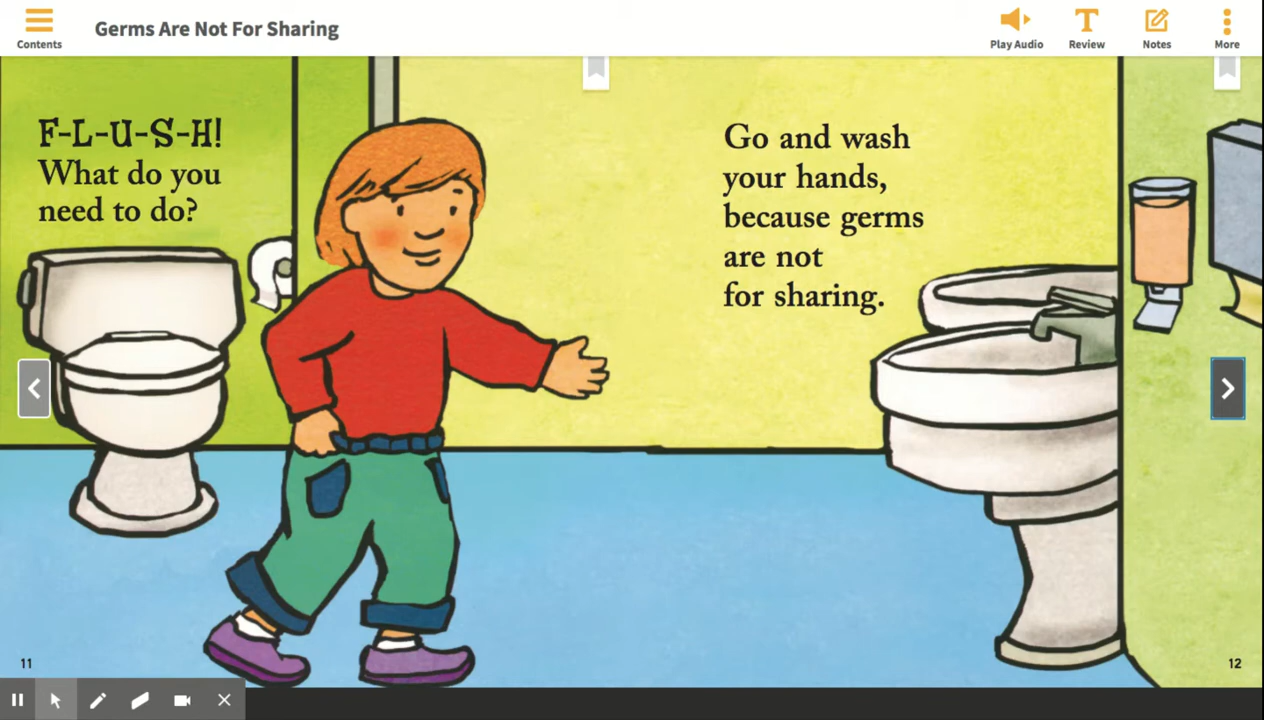 Germs Are Not For Sharing
Contents
Play Audio
Review
Notes
More
F-L-U-S-H!
What do you
need to do?
Go and wash
your hands,
because germs
are not
for sharing.
11
12